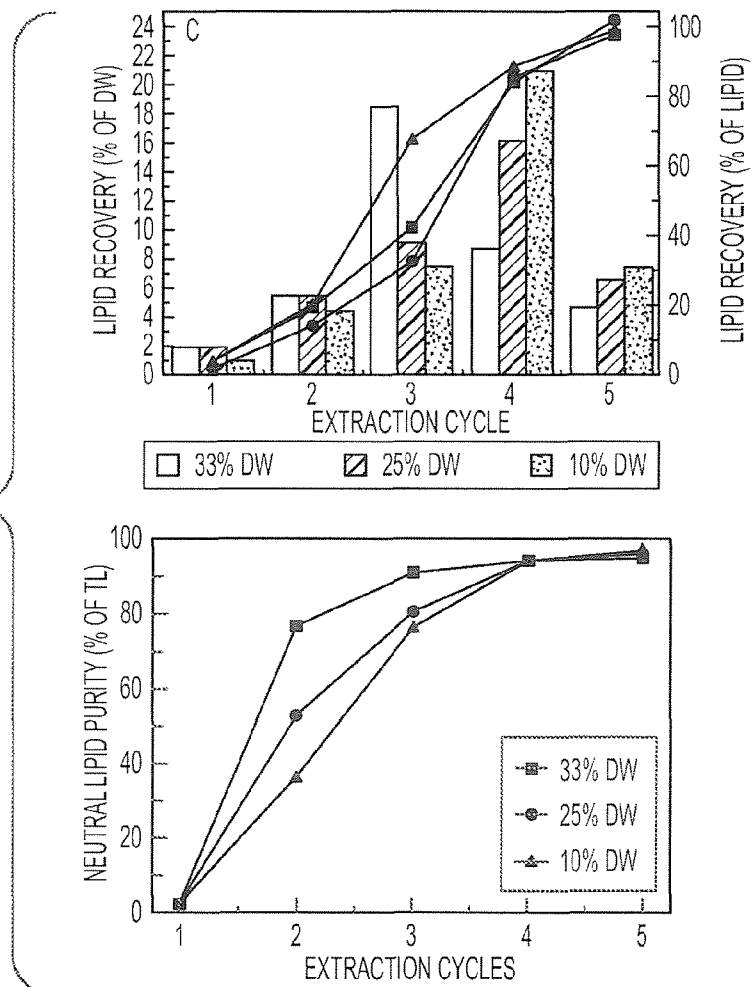 C
LIPID RECOVERY (% OF DW)
24
22
20
18
16
14
12
10
8
6
4
2
0
100
80
60
40
20
0
LIPID RECOVERY (% OF LIPID)
1 2 3 4 5
EXTRACTION CYCLE
33% DW 25% DW 10% DW
NEUTRAL LIPID PURITY (% OF TL)
100
80
60
40
20
0
33% DW
25% DW
10% DW
1 2 3 4 5
EXTRACTION CYCLES